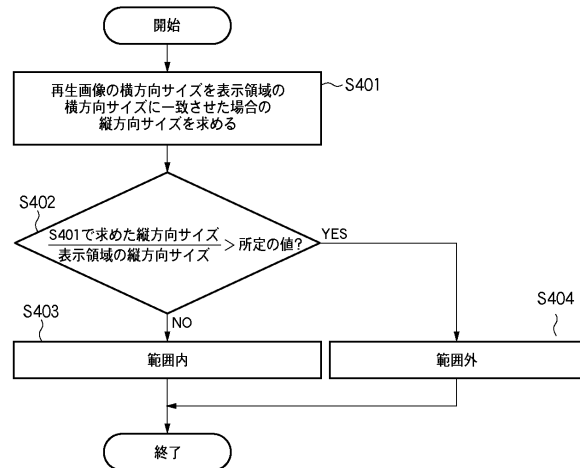 開始
再生画像の横方向サイズを表示領域の
横方向サイズに一致させた場合の
縦方向サイズを求める
S401
S402
S401で求めた縦方向サイズ
表示領域の縦方向サイズ
>所定の値?
YES
NO
S403
範囲内
S404
範囲外
終了